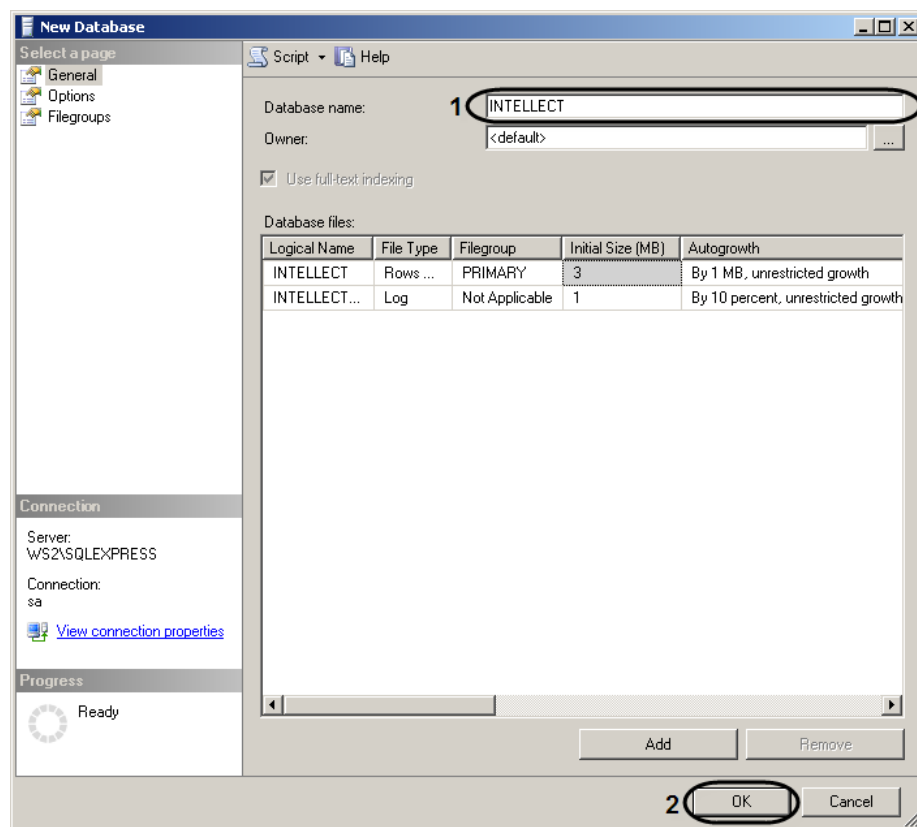 New Database
Select a page
General
Options
Filegroups
Script Help
Database name: 1 INTELLECT
Owner: <default> ...
Use full-text indexing
Database files:
Logical Name File Type Filegroup Initial Size (MB) Autogrowth
INTELLECT Rows ... PRIMARY 3 By 1 MB, unrestricted growth
INTELLECT... Log Not Applicable 1 By 10 percent, unrestricted growth
Connection
Server:
WS2\SQLEXPRESS
Connection:
sa
View connection properties
Progress
Ready
Add Remove
2 OK Cancel